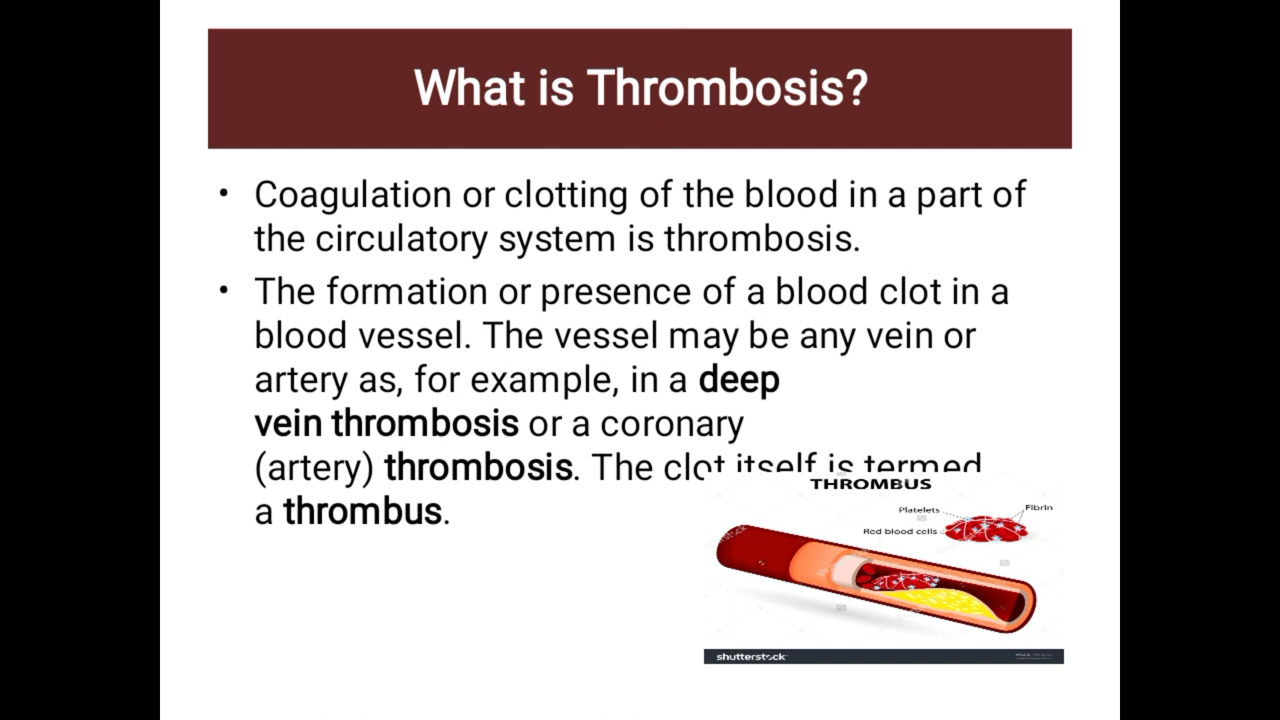 What is Thrombosis?
• Coagulation or clotting of the blood in a part of
the circulatory system is thrombosis.
• The formation or presence of a blood clot in a
blood vessel. The vessel may be any vein or
artery as, for example, in a deep
vein thrombosis or a coronary
(artery) thrombosis. The clot itself is termed
a thrombus.
THROMBUS
Platelets
Fibrin
Red blood cells
shutterstock